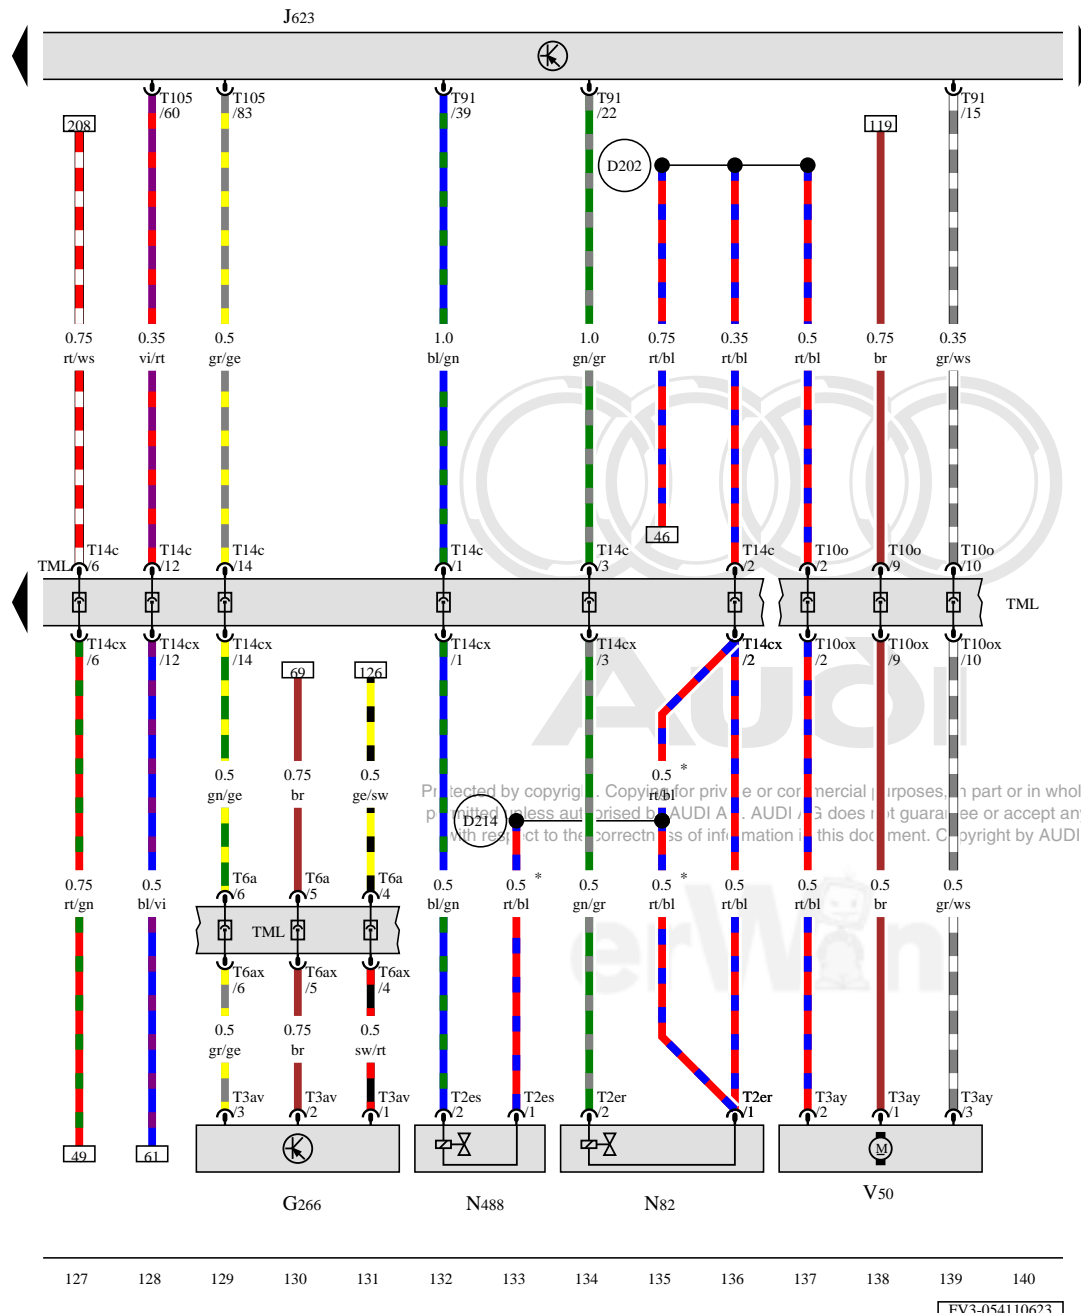 J623
T105
/60
T105
/83
T91
/39
T91
/22
T91
/15
208
119
D202
0.75
rt/ws
0.35
vi/rt
0.5
gr/ge
1.0
bl/gn
1.0
gn/gr
0.75
rt/bl
0.35
rt/bl
0.5
rt/bl
0.75
br
0.35
gr/ws
46
TML
T14c
/6
T14c
/12
T14c
/14
T14c
/1
T14c
/3
T14c
/2
T10o
/2
T10o
/9
T10o
/10
TML
T14cx
/6
T14cx
/12
T14cx
/14
T14cx
/1
T14cx
/3
T14cx
/2
T10ox
/2
T10ox
/9
T10ox
/10
69
126
Audi
0.5
gn/ge
0.75
br
0.5
ge/sw
0.5 *
rt/bl
D214
T6a
/6
T6a
/5
T6a
/4
0.75
rt/gn
0.5
bl/vi
0.5
bl/gn
0.5 *
rt/bl
0.5
gn/gr
0.5 *
rt/bl
0.5
rt/bl
0.5
rt/bl
0.5
br
0.5
gr/ws
TML
erWin
T6ax
/6
T6ax
/5
T6ax
/4
0.5
gr/ge
0.75
br
0.5
sw/rt
T3av
/3
T3av
/2
T3av
/1
T2es
/2
T2es
/1
T2er
/2
T2er
/1
T3ay
/2
T3ay
/1
T3ay
/3
49
61
M
G266
N488
N82
V50
127 128 129 130 131 132 133 134 135 136 137 138 139 140
FV3-054110623